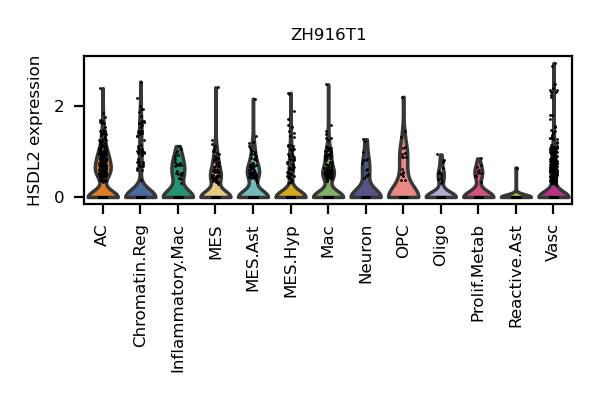 ZH916T1
HSDL2 expression
2
0
AC
Chromatin.Reg
Inflammatory.Mac
MES
MES.Ast
MES.Hyp
Mac
Neuron
OPC
Oligo
Prolif.Metab
Reactive.Ast
Vasc